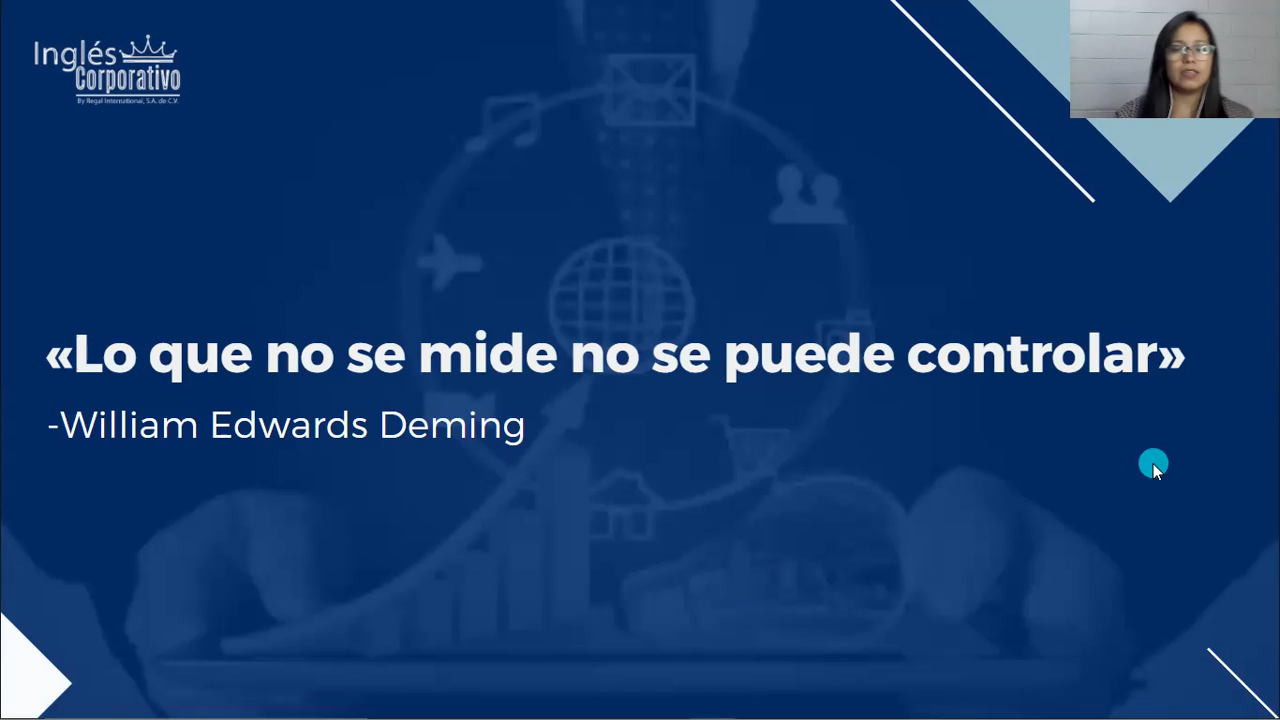 Inglés
Corporativo
By Regal International, S.A. de C.V.
«Lo que no se mide no se puede controlar»
-William Edwards Deming